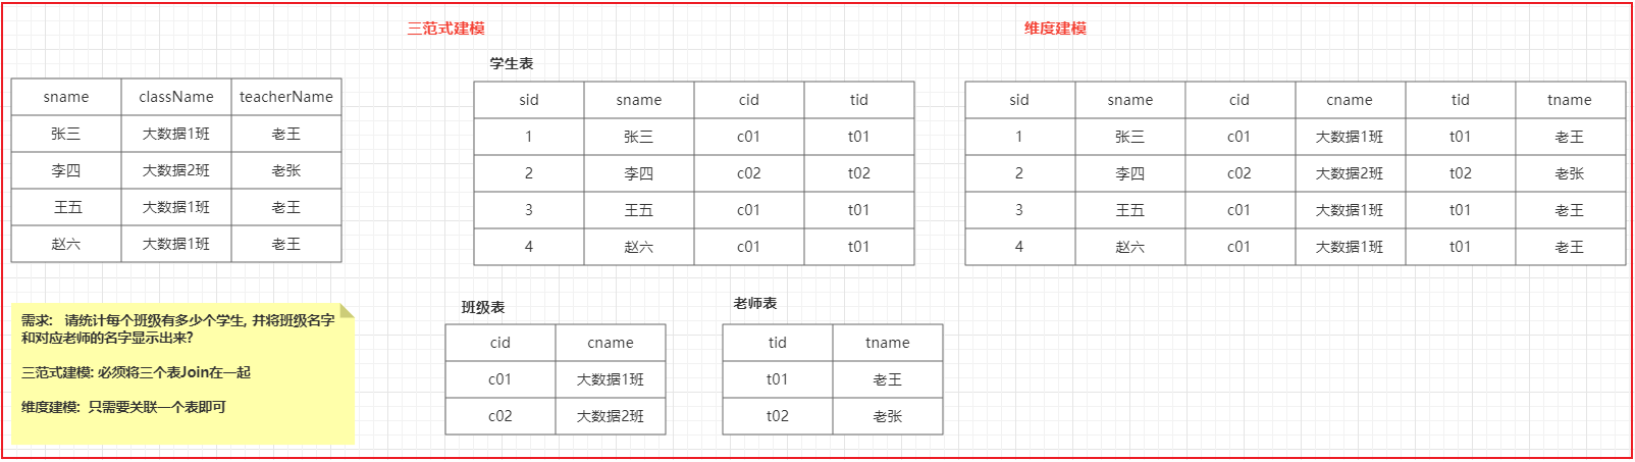 三范式建模
维度建模
sname className teacherName
张三 大数据1班 老王
李四 大数据2班 老张
王五 大数据1班 老王
赵六 大数据1班 老王
学生表
sid sname cid tid
1 张三 c01 t01
2 李四 c02 t02
3 王五 c01 t01
4 赵六 c01 t01
sid sname cid cname tid tname
1 张三 c01 大数据1班 t01 老王
2 李四 c02 大数据2班 t02 老张
3 王五 c01 大数据1班 t01 老王
4 赵六 c01 大数据1班 t01 老王
需求: 请统计每个班级有多少个学生, 并将班级名字
和对应老师的名字显示出来?
三范式建模: 必须将三个表Join在一起
维度建模: 只需要关联一个表即可
班级表
cid cname
c01 大数据1班
c02 大数据2班
老师表
tid tname
t01 老王
t02 老张